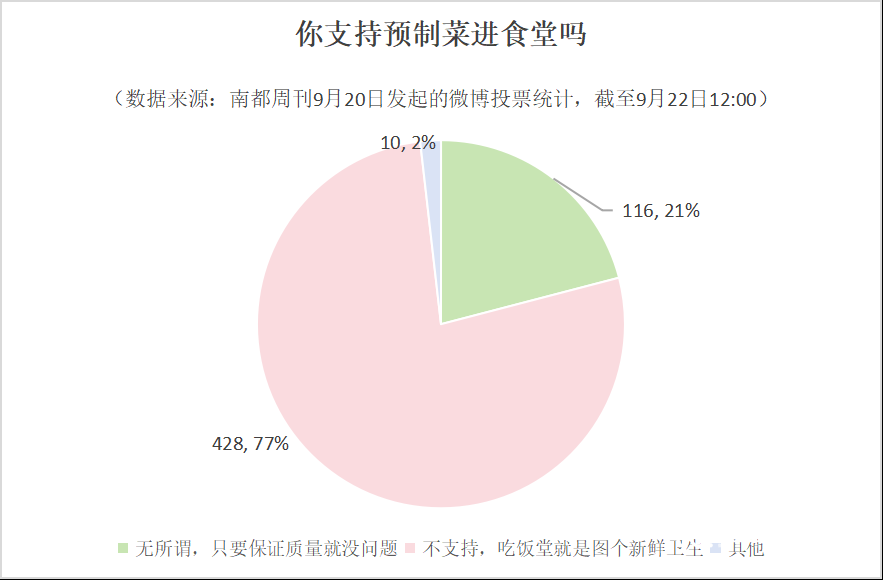 你支持预制菜进食堂吗
（数据来源：南都周刊9月20日发起的微博投票统计，截至9月22日12:00）
10, 2%
116, 21%
428, 77%
无所谓，只要保证质量就没问题 不支持，吃饭堂就是图个新鲜卫生 其他